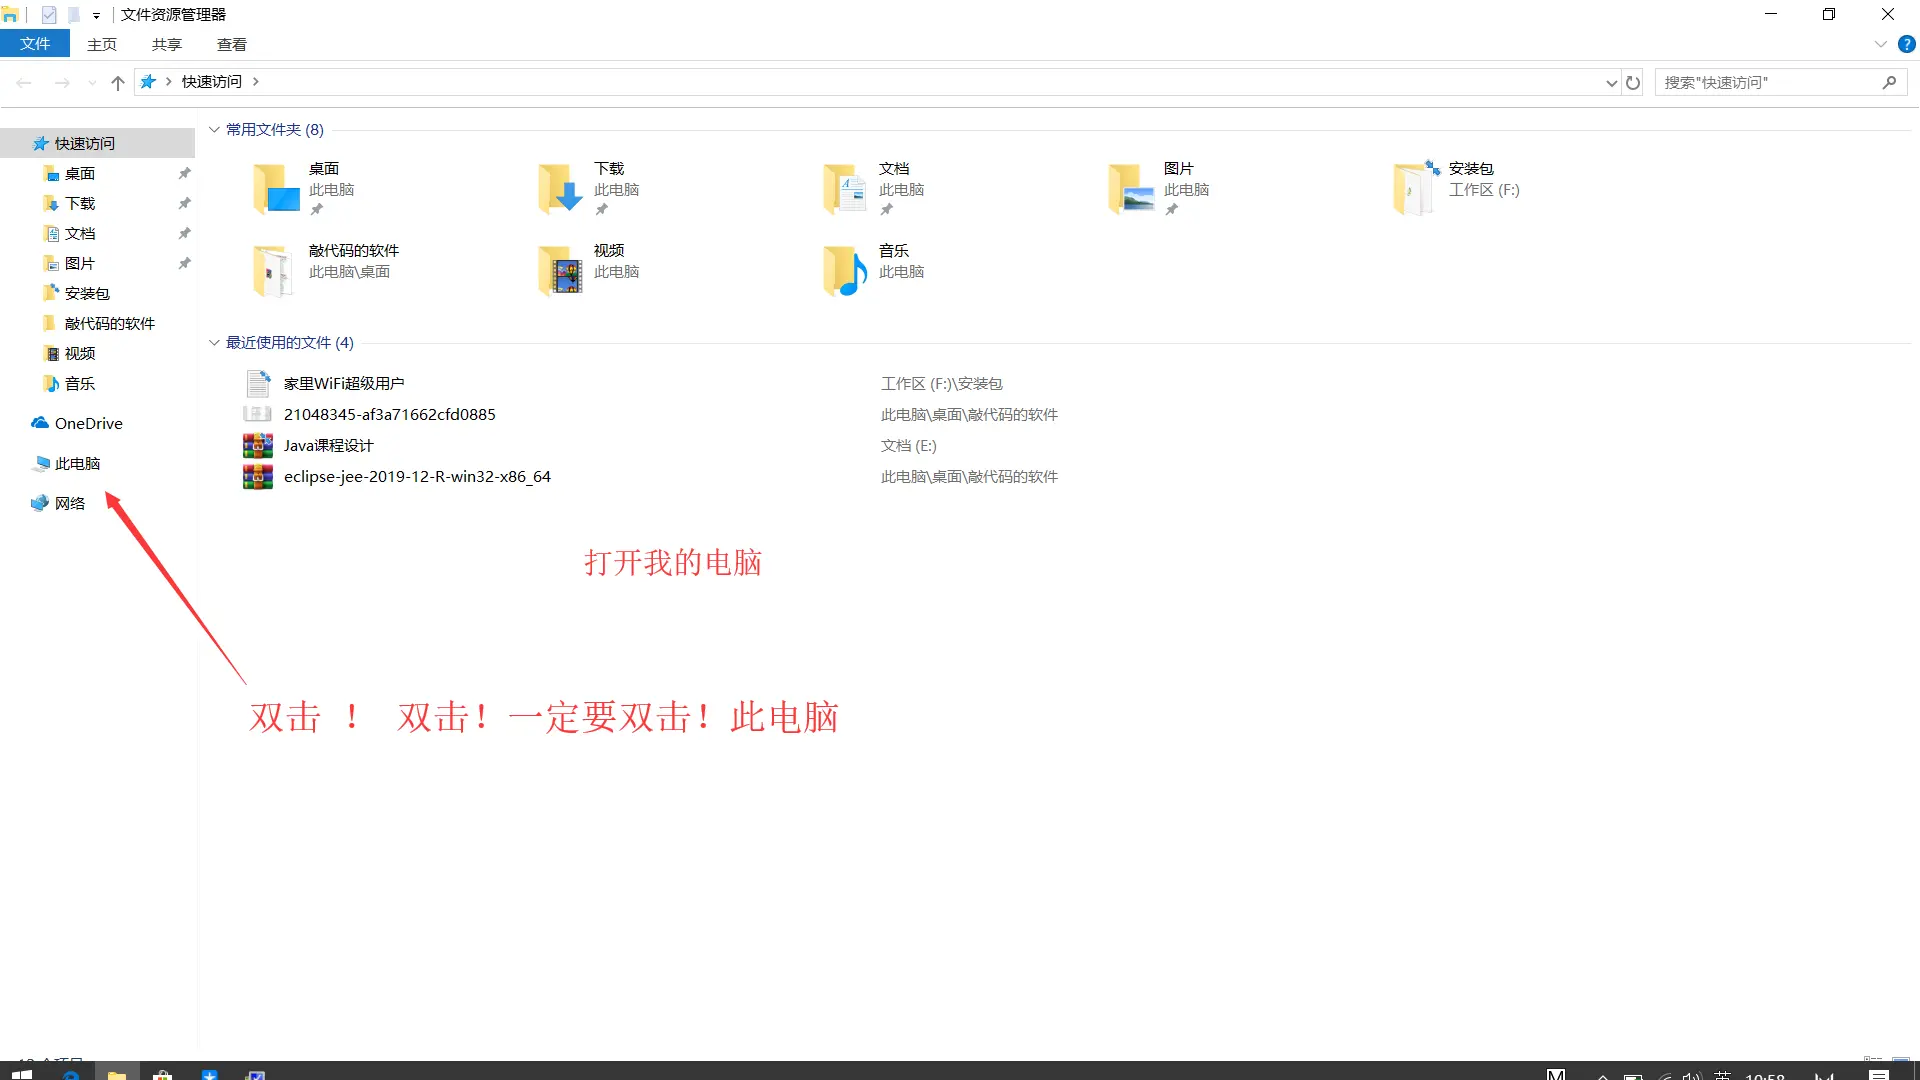 文件资源管理器
文件 主页 共享 查看
快速访问
搜索"快速访问"
快速访问
桌面
下载
文档
图片
安装包
敲代码的软件
视频
音乐
OneDrive
此电脑
网络
常用文件夹 (8)
桌面
此电脑
下载
此电脑
文档
此电脑
图片
此电脑
安装包
工作区 (F:)
敲代码的软件
此电脑\桌面
视频
此电脑
音乐
此电脑
最近使用的文件 (4)
家里WiFi超级用户 工作区 (F:)\安装包
21048345-af3a71662cfd0885 此电脑\桌面\敲代码的软件
Java课程设计 文档 (E:)
eclipse-jee-2019-12-R-win32-x86_64 此电脑\桌面\敲代码的软件
打开我的电脑
双击 ！ 双击！一定要双击！此电脑
M 英 10:58